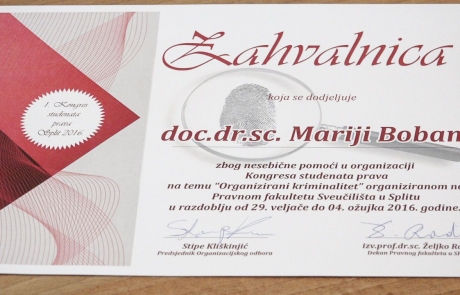 Zahvalnica
koja se dodjeljuje
doc.dr.sc. Mariji Boban
zbog nesebične pomoći u organizaciji
Kongresa studenata prava
na temu "Organizirani kriminalitet" organiziranom na
Pravnom fakultetu Sveučilišta u Splitu
u razdoblju od 29. veljače do 04. ožujka 2016. godine.
1. Kongres
studenata
prava
Split 2016.
Stipe Kliškinjić
Predsjednik Organizacijskog odbora
Izv.prof.dr.sc. Željko
Dekan Pravnog fakulteta u